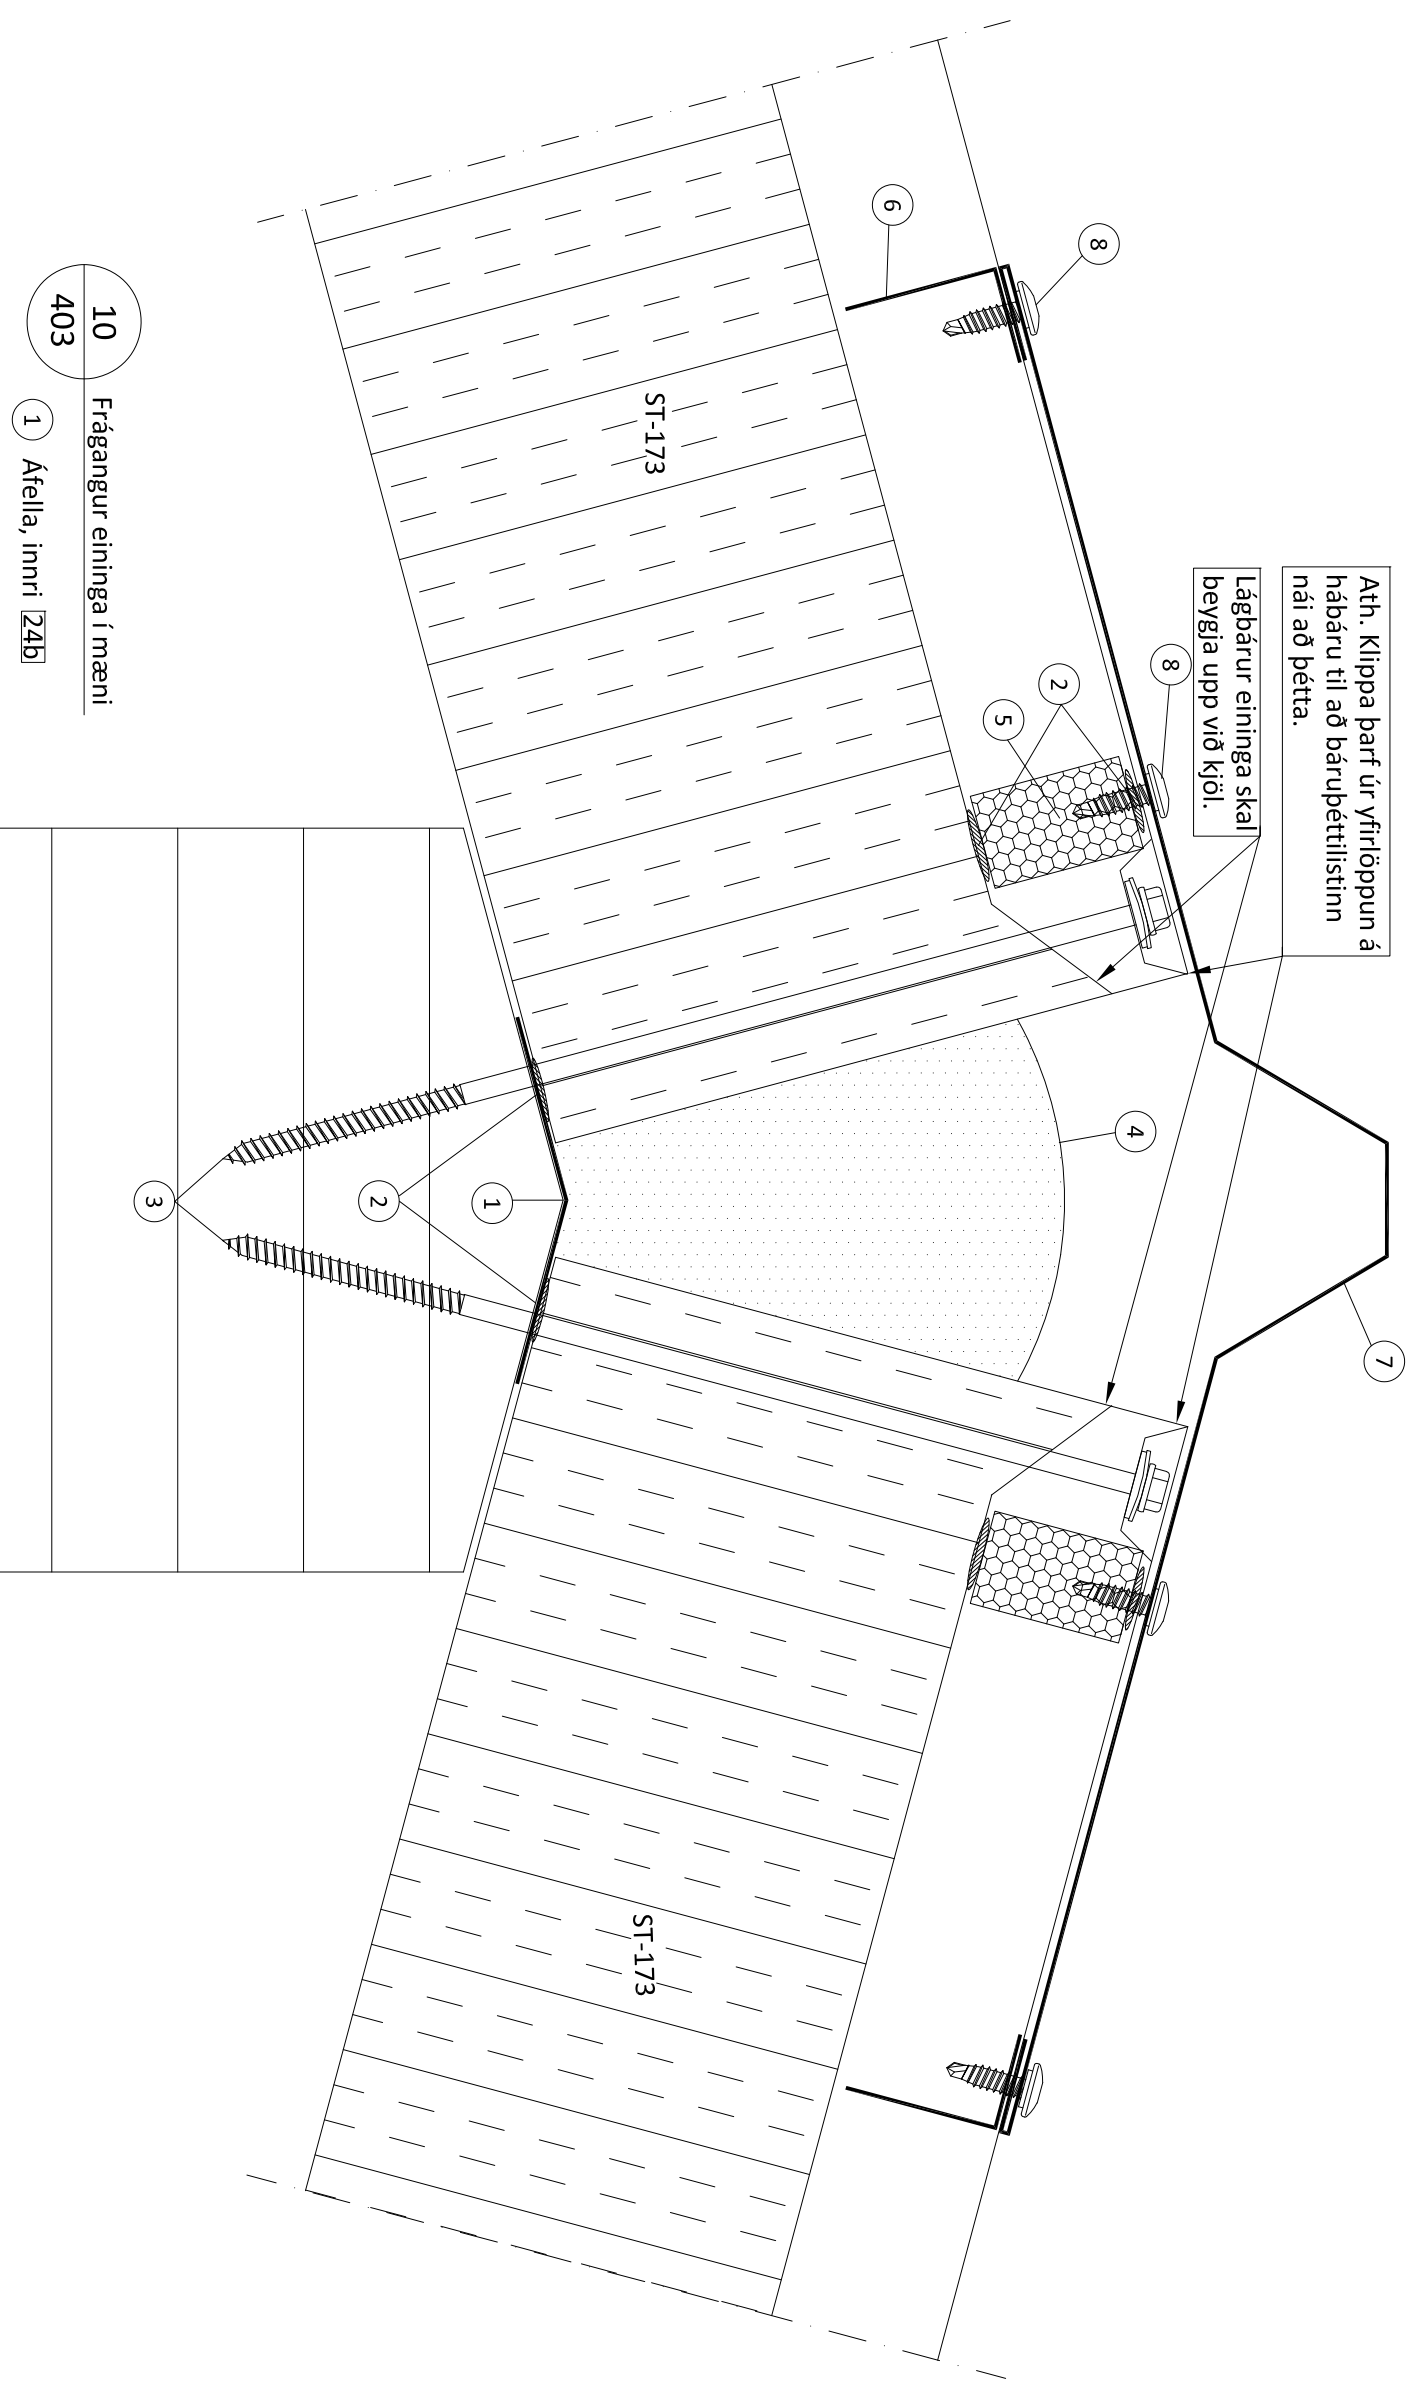 Ath. Klippa þarf úr yfirlöppun á
hábáru til að báruþéttilistinn
nái að þétta.
Lágbárur eininga skal
beygja upp við kjöl.
7
8
8
2
5
6
4
ST-173
ST-173
1
2
3
10
403
Frágangur eininga í mæni
1 Áfella, innri 24b